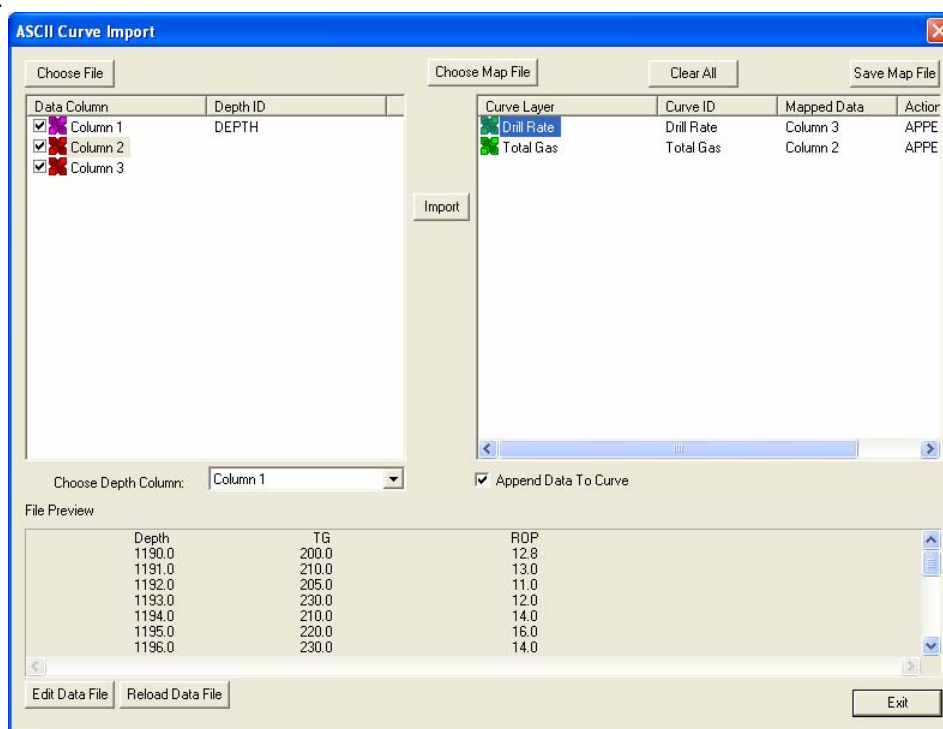 ASCII Curve Import
Choose File
Choose Map File
Clear All
Save Map File
Data Column Depth ID
Column 1 DEPTH
Column 2
Column 3
Import
Curve Layer Curve ID Mapped Data Action
Drill Rate Drill Rate Column 3 APPE
Total Gas Total Gas Column 2 APPE
Choose Depth Column: Column 1
Append Data To Curve
File Preview
Depth TG ROP
1190.0 200.0 12.8
1191.0 210.0 13.0
1192.0 205.0 11.0
1193.0 230.0 12.0
1194.0 210.0 14.0
1195.0 220.0 16.0
1196.0 230.0 14.0
Edit Data File
Reload Data File
Exit